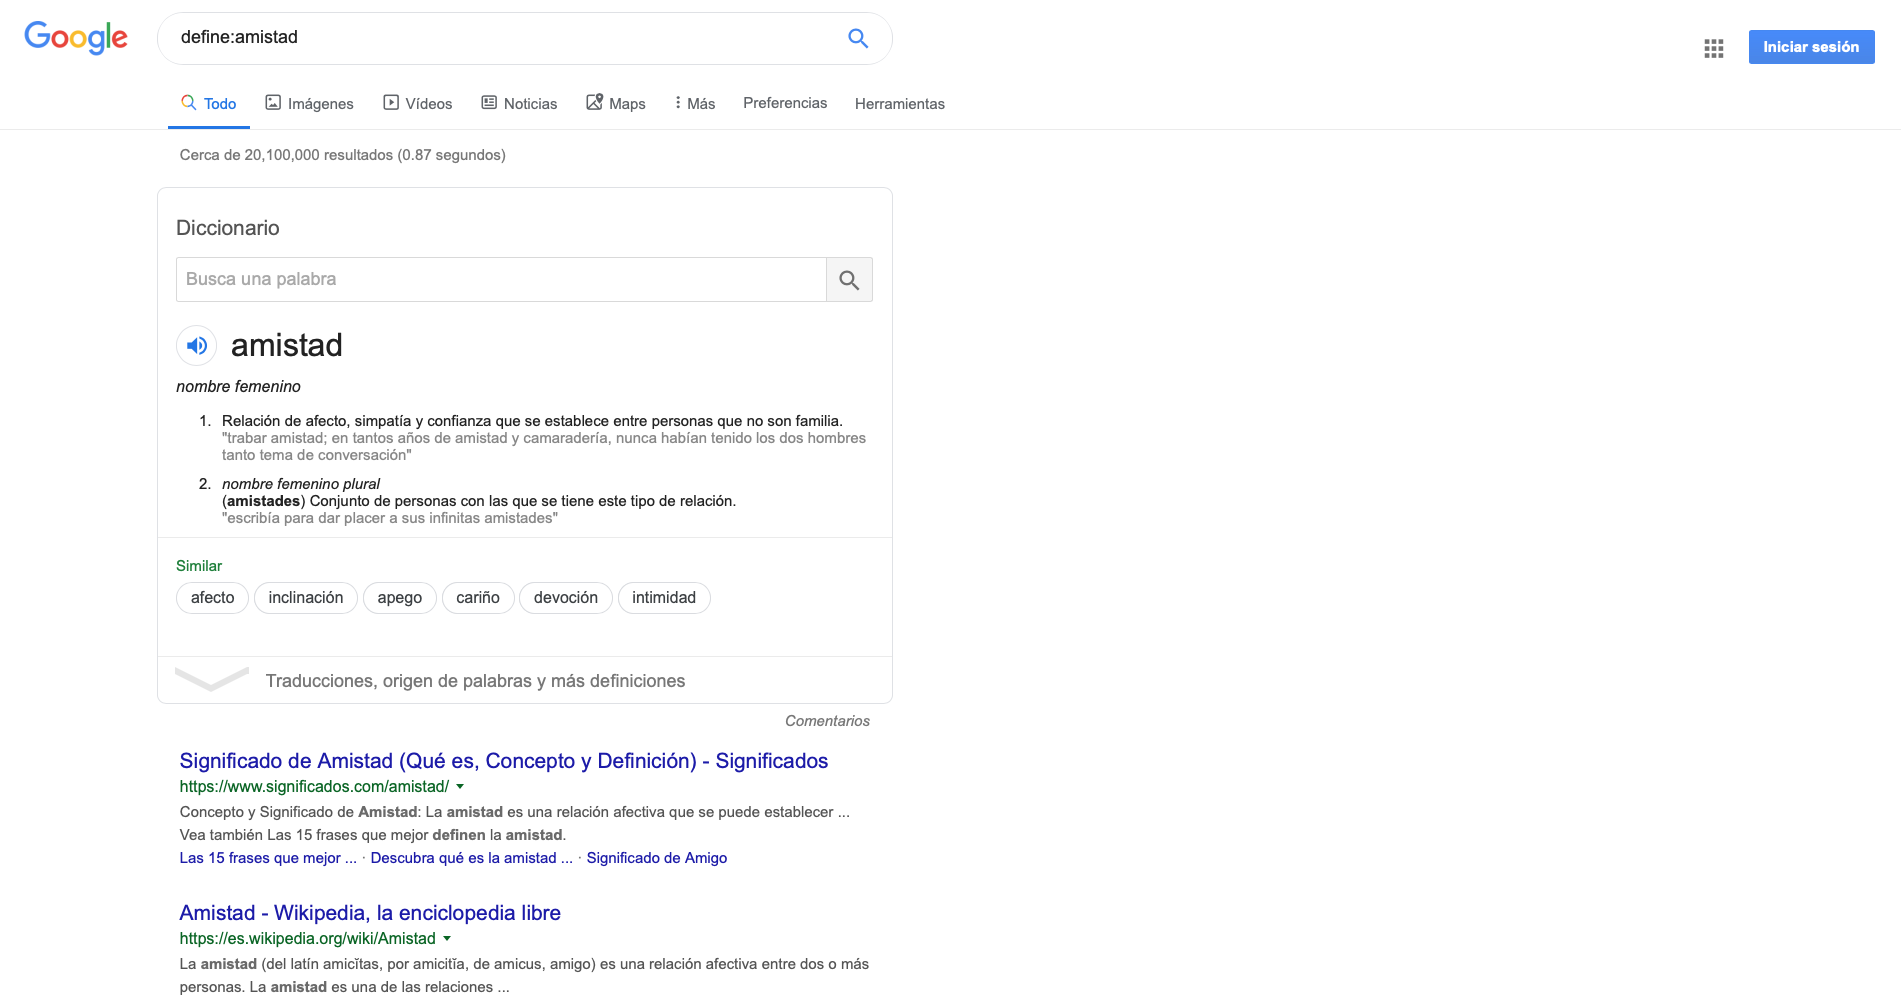 Google
define:amistad
Iniciar sesión
Todo Imágenes Vídeos Noticias Maps Más Preferencias Herramientas
Cerca de 20,100,000 resultados (0.87 segundos)
Diccionario
Busca una palabra
amistad
nombre femenino
1. Relación de afecto, simpatía y confianza que se establece entre personas que no son familia.
"trabar amistad; en tantos años de amistad y camaradería, nunca habían tenido los dos hombres
tanto tema de conversación"
2. nombre femenino plural
(amistades) Conjunto de personas con las que se tiene este tipo de relación.
"escribía para dar placer a sus infinitas amistades"
Similar
afecto inclinación apego cariño devoción intimidad
Traducciones, origen de palabras y más definiciones
Comentarios
Significado de Amistad (Qué es, Concepto y Definición) - Significados
https://www.significados.com/amistad/
Concepto y Significado de Amistad: La amistad es una relación afectiva que se puede establecer ...
Vea también Las 15 frases que mejor definen la amistad.
Las 15 frases que mejor ... · Descubra qué es la amistad ... · Significado de Amigo
Amistad - Wikipedia, la enciclopedia libre
https://es.wikipedia.org/wiki/Amistad
La amistad (del latín amicĭtas, por amicitĭa, de amicus, amigo) es una relación afectiva entre dos o más
personas. La amistad es una de las relaciones ...